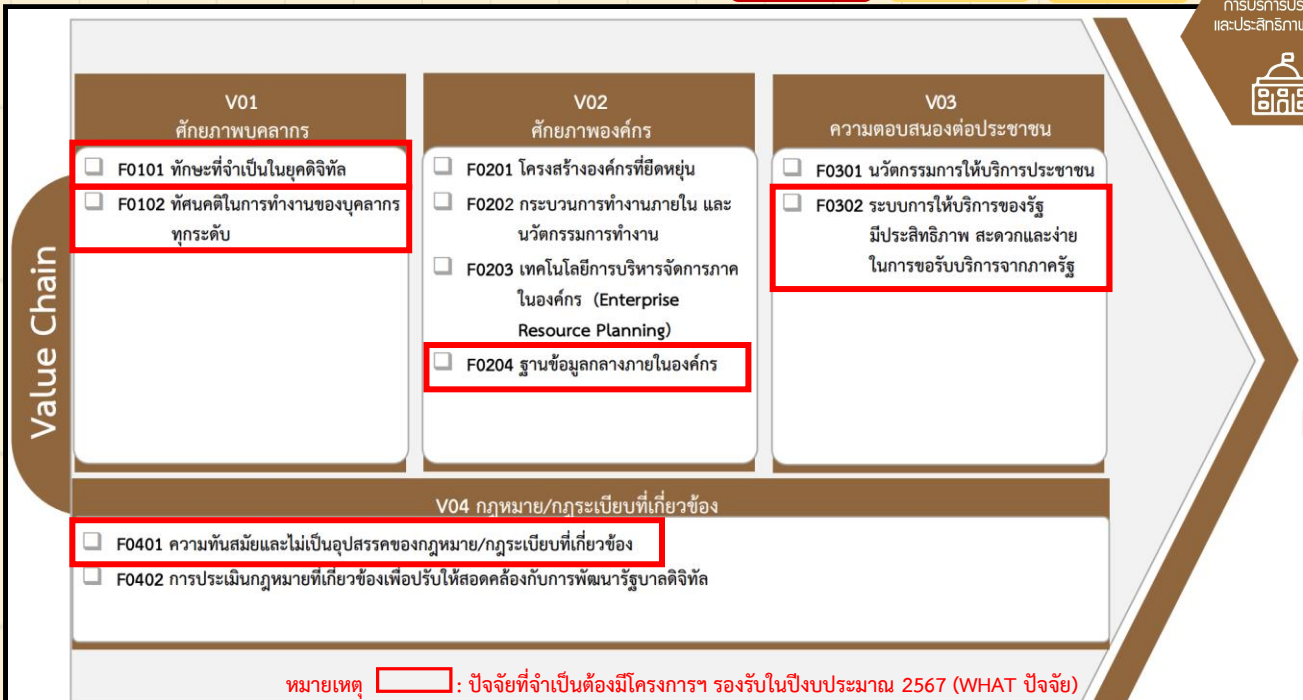 และประสิทธิภาพ
Value Chain
V01
ศักยภาพบุคลากร
F0101 ทักษะที่จำเป็นในยุคดิจิทัล
F0102 ทัศนคติในการทำงานของบุคลากร
ทุกระดับ
V02
ศักยภาพองค์กร
F0201 โครงสร้างองค์กรที่ยืดหยุ่น
F0202 กระบวนการทำงานภายใน และ
นวัตกรรมการทำงาน
F0203 เทคโนโลยีการบริหารจัดการภาค
ในองค์กร (Enterprise
Resource Planning)
F0204 ฐานข้อมูลกลางภายในองค์กร
V03
ความตอบสนองต่อประชาชน
F0301 นวัตกรรมการให้บริการประชาชน
F0302 ระบบการให้บริการของรัฐ
มีประสิทธิภาพ สะดวกและง่าย
ในการขอรับบริการจากภาครัฐ
V04 กฎหมาย/กฎระเบียบที่เกี่ยวข้อง
F0401 ความทันสมัยและไม่เป็นอุปสรรคของกฎหมาย/กฎระเบียบที่เกี่ยวข้อง
F0402 การประเมินกฎหมายที่เกี่ยวข้องเพื่อปรับให้สอดคล้องกับการพัฒนารัฐบาลดิจิทัล
หมายเหตุ : ปัจจัยที่จำเป็นต้องมีโครงการฯ รองรับในปีงบประมาณ 2567 (WHAT ปัจจัย)